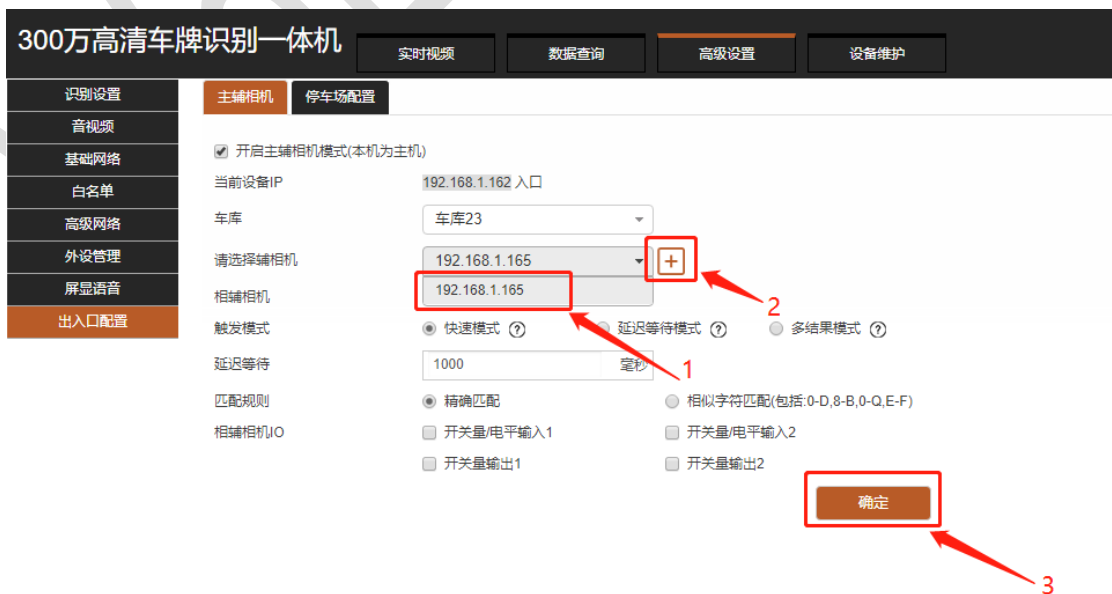 300万高清车牌识别一体机
实时视频 数据查询 高级设置 设备维护
识别设置
音视频
基础网络
白名单
高级网络
外设管理
屏显语音
出入口配置
主辅相机 停车场配置
开启主辅相机模式(本机为主机)
当前设备IP 192.168.1.162 入口
车库 车库23
请选择辅相机 192.168.1.165 +
相辅相机 192.168.1.165
2
触发模式 快速模式 ? 延迟等待模式 ? 多结果模式 ?
延迟等待 1000 毫秒
1
匹配规则 精确匹配 相似字符匹配(包括:0-D,8-B,0-Q,E-F)
相辅相机IO 开关量/电平输入1 开关量/电平输入2
开关量输出1 开关量输出2
确定
3